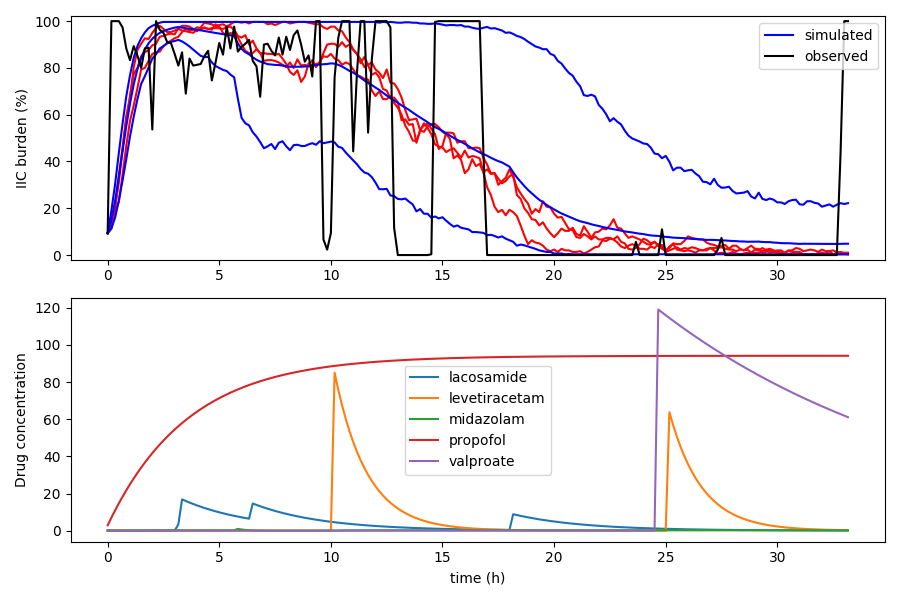 IIC burden (%)
100
80
60
40
20
0
simulated
observed
0 5 10 15 20 25 30
Drug concentration
120
100
80
60
40
20
0
lacosamide
levetiracetam
midazolam
propofol
valproate
0 5 10 15 20 25 30
time (h)